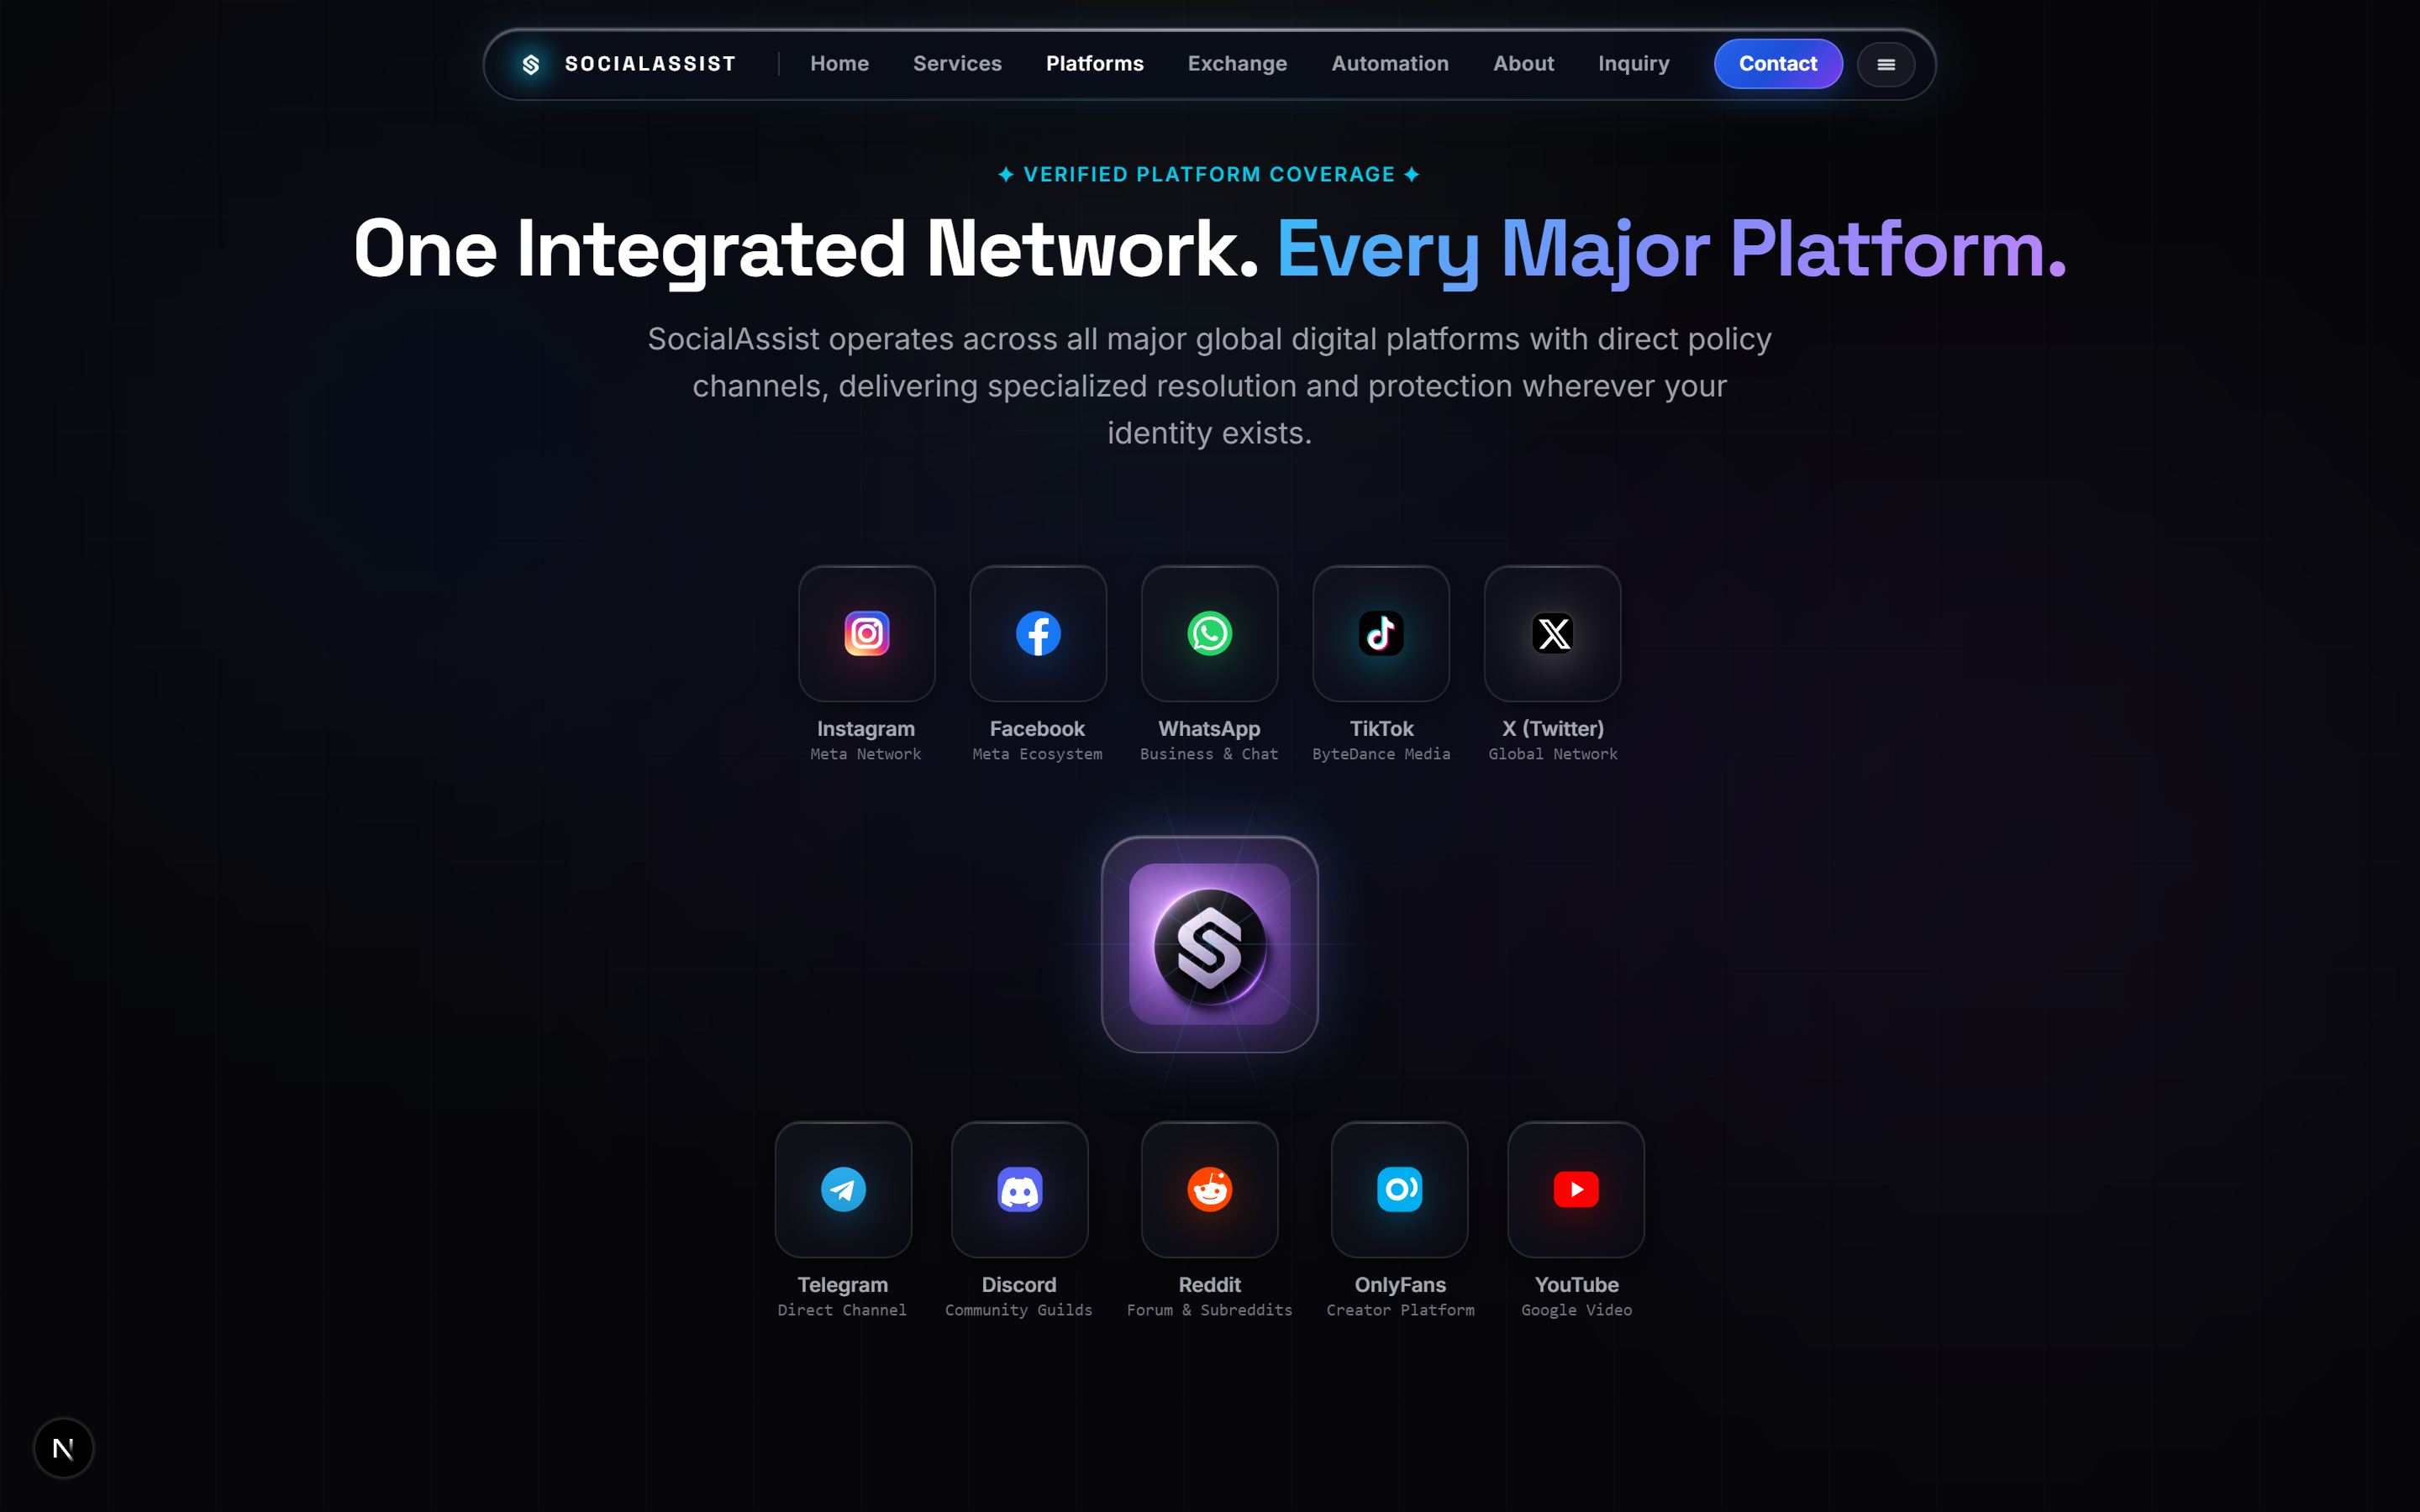 SOCIALASSIST Home Services Platforms Exchange Automation About Inquiry Contact
✦ VERIFIED PLATFORM COVERAGE ✦
One Integrated Network. Every Major Platform.
SocialAssist operates across all major global digital platforms with direct policy
channels, delivering specialized resolution and protection wherever your
identity exists.
Instagram Facebook WhatsApp TikTok X (Twitter)
Meta Network Meta Ecosystem Business & Chat ByteDance Media Global Network
Telegram Discord Reddit OnlyFans YouTube
Direct Channel Community Guilds Forum & Subreddits Creator Platform Google Video
N